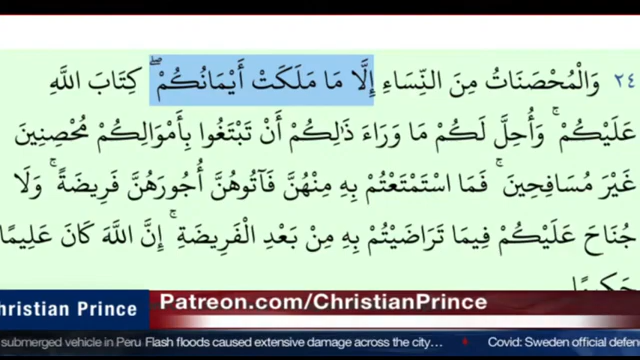 ٢٤ وَالْمُحْصَنَاتُ مِنَ النِّسَاءِ إِلَّا مَا مَلَكَتْ أَيْمَانُكُمْ ۖ كِتَابَ اللَّهِ
عَلَيْكُمْ ۚ وَأُحِلَّ لَكُمْ مَا وَرَاءَ ذَٰلِكُمْ أَنْ تَبْتَغُوا بِأَمْوَالِكُمْ مُحْصِنِينَ
غَيْرَ مُسَافِحِينَ ۚ فَمَا اسْتَمْتَعْتُمْ بِهِ مِنْهُنَّ فَآتُوهُنَّ أُجُورَهُنَّ فَرِيضَةً ۚ وَلَا
جُنَاحَ عَلَيْكُمْ فِيمَا تَرَاضَيْتُمْ بِهِ مِنْ بَعْدِ الْفَرِيضَةِ ۚ إِنَّ اللَّهَ كَانَ عَلِيمًا
hristian Prince
Patreon.com/ChristianPrince
submerged vehicle in Peru Flash floods caused extensive damage across the city… Covid: Sweden official defen